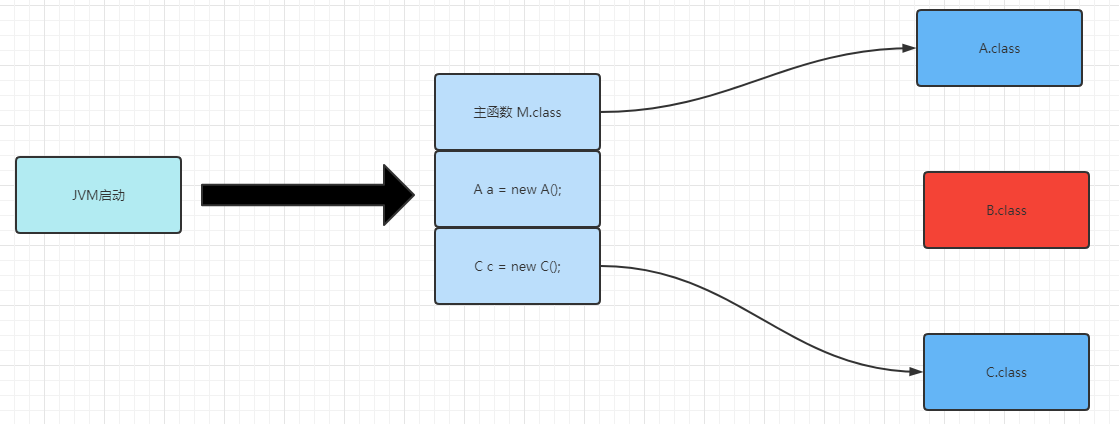 JVM启动
主函数 M.class
A a = new A();
C c = new C();
A.class
B.class
C.class